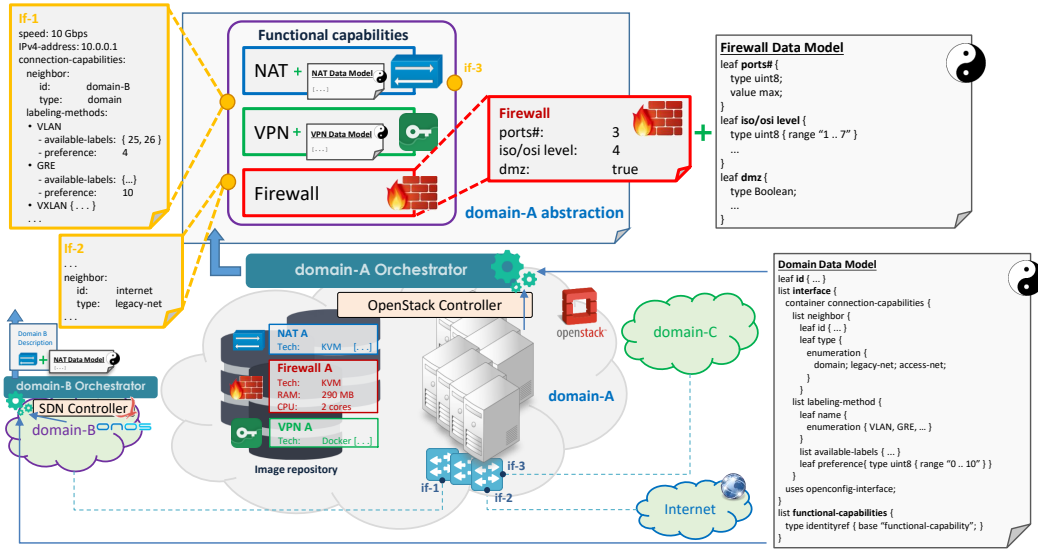 If-1
speed: 10 Gbps
IPv4-address: 10.0.0.1
connection-capabilities:
neighbor:
id: domain-B
type: domain
labeling-methods:
• VLAN
- available-labels: { 25, 26 }
- preference: 4
• GRE
- available-labels: {...}
- preference: 10
• VXLAN { . . . }
. . .
If-2
. . .
neighbor:
id: internet
type: legacy-net
. . .
Functional capabilities
NAT +
NAT Data Model
[...]
VPN +
VPN Data Model
[...]
Firewall
if-3
domain-A abstraction
Firewall
ports#: 3
iso/osi level: 4
dmz: true
+
Firewall Data Model
leaf ports# {
type uint8;
value max;
}
leaf iso/osi level {
type uint8 { range “1 .. 7” }
...
}
leaf dmz {
type Boolean;
...
}
domain-A Orchestrator
OpenStack Controller
openstack
NAT A
Tech: KVM [...]
Firewall A
Tech: KVM
RAM: 290 MB
CPU: 2 cores
VPN A
Tech: Docker [...]
Image repository
domain-A
if-1
if-2
if-3
domain-C
Internet
Domain B
Description
+
NAT Data Model
[...]
domain-B Orchestrator
SDN Controller
domain-B
onos
Domain Data Model
leaf id { ... }
list interface {
container connection-capabilities {
list neighbor {
leaf id { ... }
leaf type {
enumeration {
domain; legacy-net; access-net;
}
}
list labeling-method {
leaf name {
enumeration { VLAN, GRE, ... }
}
list available-labels { ... }
leaf preference{ type uint8 { range “0 .. 10” } }
}
uses openconfig-interface;
}
list functional-capabilities {
type identityref { base “functional-capability”; }
}